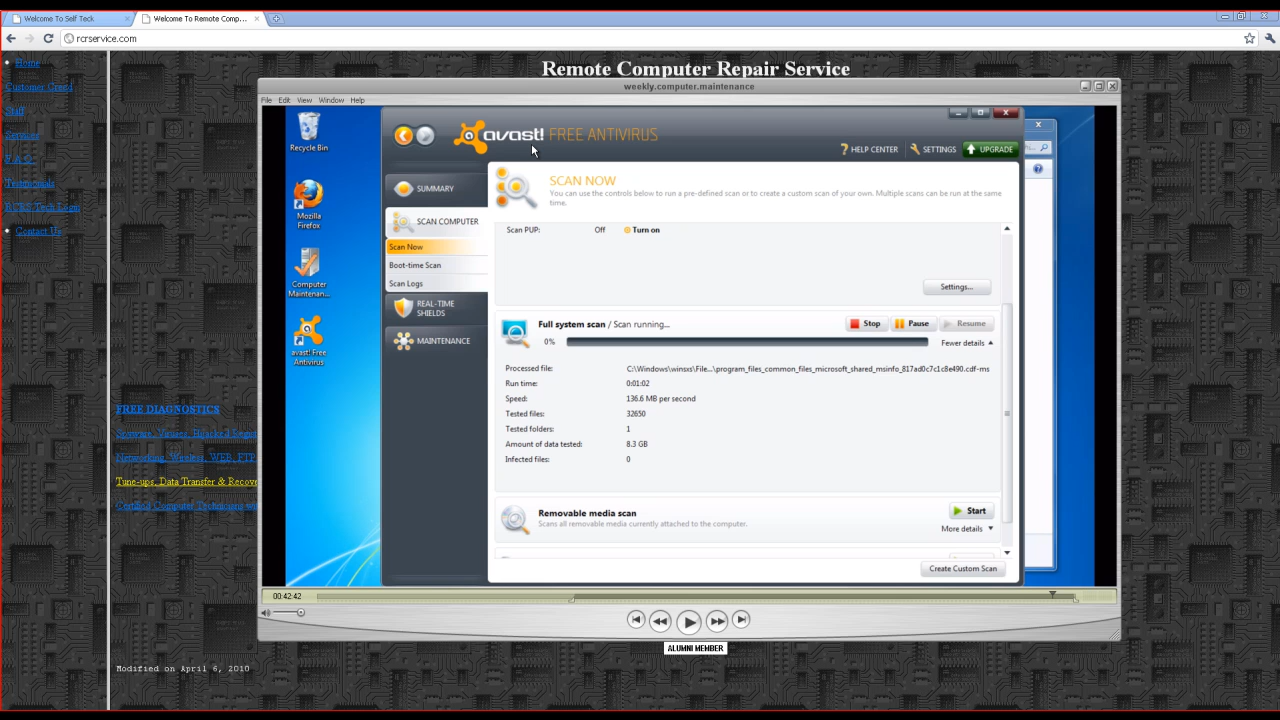 Welcome To Self Teck
Welcome To Remote Comp...
rcrservice.com
Home
Customer Greed
Staff
Services
F.A.Q.
Testimonials
RCRS Tech Login
Contact Us
Remote Computer Repair Service
weekly.computer.maintenance
File Edit View Window Help
Recycle Bin
Mozilla
Firefox
Computer
Maintenan...
avast! Free
Antivirus
avast! FREE ANTIVIRUS
HELP CENTER
SETTINGS
UPGRADE
SUMMARY
SCAN COMPUTER
Scan Now
Boot-time Scan
Scan Logs
REAL-TIME
SHIELDS
MAINTENANCE
SCAN NOW
You can use the controls below to run a pre-defined scan or to create a custom scan of your own. Multiple scans can be run at the same
time.
Scan PUP: Off Turn on
Settings...
Full system scan / Scan running...
Stop Pause Resume
0%
Fewer details
Processed file: C:\Windows\winsxs\File...\program_files_common_files_microsoft_shared_msinfo_817ad0c7c1c8e490.cdf-ms
Run time: 0:01:02
Speed: 136.6 MB per second
Tested files: 32650
Tested folders: 1
Amount of data tested: 8.3 GB
Infected files: 0
Removable media scan
Scans all removable media currently attached to the computer.
Start
More details
Create Custom Scan
FREE DIAGNOSTICS
Networking, Wireless, WEB, FTP
Tune-ups, Data Transfer & Recove
Certified Computer Technicians
00:42:42
ALUMNI MEMBER
Modified on April 6, 2010